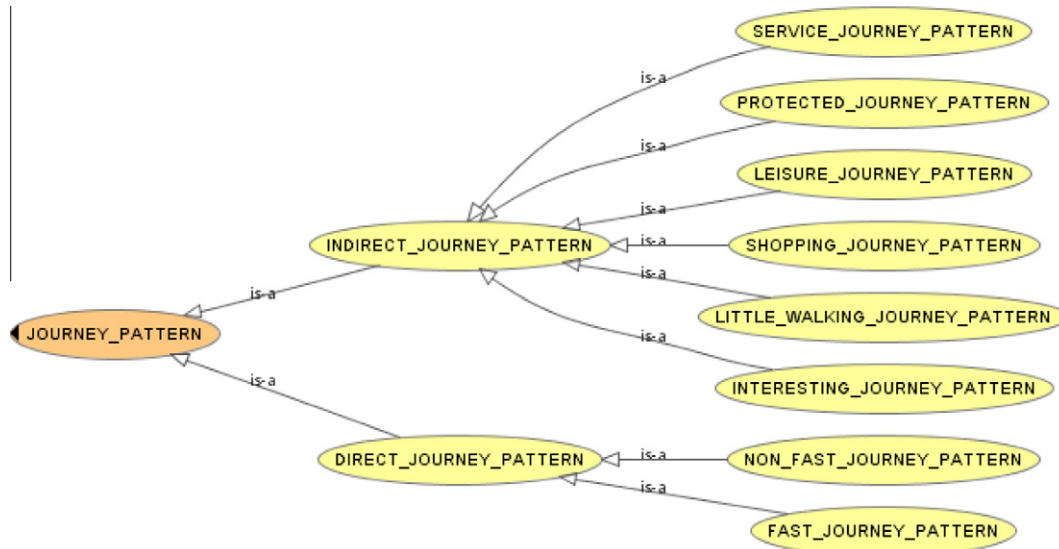 SERVICE_JOURNEY_PATTERN
is-a
PROTECTED_JOURNEY_PATTERN
is-a
LEISURE_JOURNEY_PATTERN
is-a
INDIRECT_JOURNEY_PATTERN
is-a
SHOPPING_JOURNEY_PATTERN
is-a
LITTLE_WALKING_JOURNEY_PATTERN
is-a
JOURNEY_PATTERN
is-a
INTERESTING_JOURNEY_PATTERN
is-a
DIRECT_JOURNEY_PATTERN
is-a
NON_FAST_JOURNEY_PATTERN
is-a
FAST_JOURNEY_PATTERN